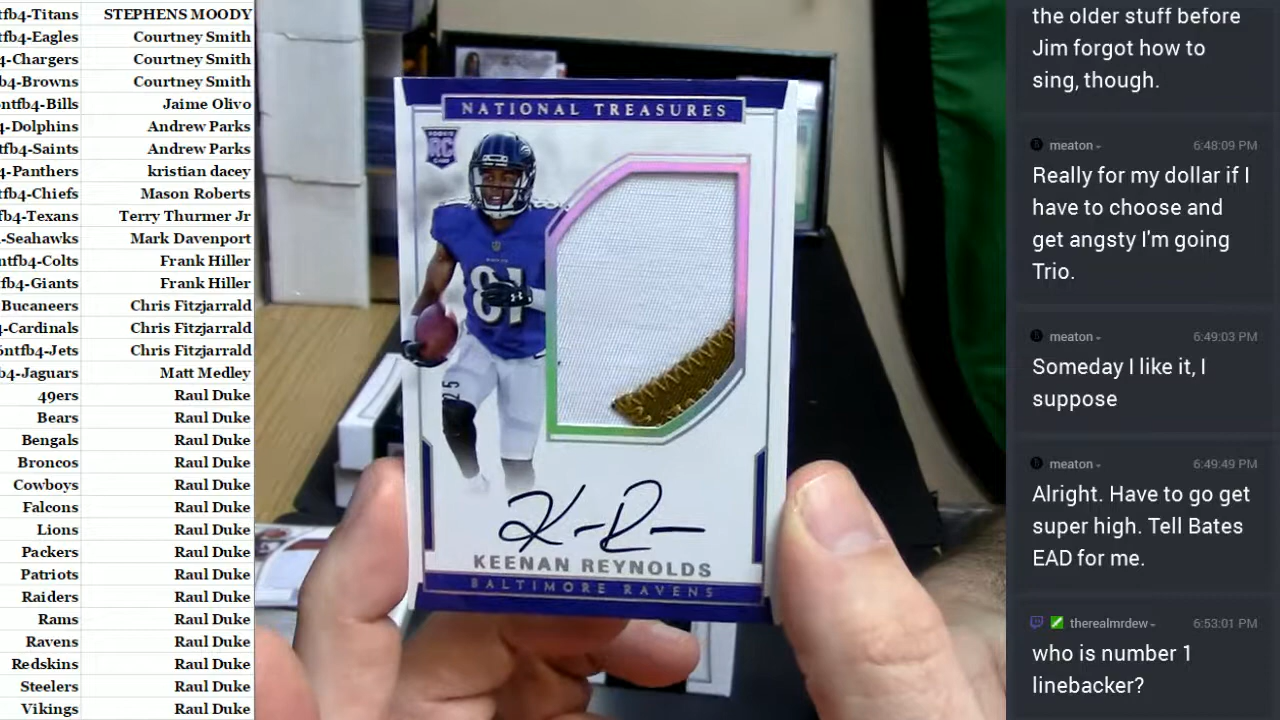 tfb4-Titans STEPHENS MOODY
tfb4-Eagles Courtney Smith
4-Chargers Courtney Smith
b4-Browns Courtney Smith
ntfb4-Bills Jaime Olivo
4-Dolphins Andrew Parks
tfb4-Saints Andrew Parks
4-Panthers kristian dacey
tfb4-Chiefs Mason Roberts
fb4-Texans Terry Thurmer Jr
-Seahawks Mark Davenport
ntfb4-Colts Frank Hiller
fb4-Giants Frank Hiller
Bucaneers Chris Fitzjarrald
-Cardinals Chris Fitzjarrald
6ntfb4-Jets Chris Fitzjarrald
b4-Jaguars Matt Medley
49ers Raul Duke
Bears Raul Duke
Bengals Raul Duke
Broncos Raul Duke
Cowboys Raul Duke
Falcons Raul Duke
Lions Raul Duke
Packers Raul Duke
Patriots Raul Duke
Raiders Raul Duke
Rams Raul Duke
Ravens Raul Duke
Redskins Raul Duke
Steelers Raul Duke
Vikings Raul Duke
NATIONAL TREASURES
ROOKIE
RC
CARD
81
K R
KEENAN REYNOLDS
BALTIMORE RAVENS
the older stuff before
Jim forgot how to
sing, though.
meaton 6:48:09 PM
Really for my dollar if I
have to choose and
get angsty I'm going
Trio.
meaton 6:49:03 PM
Someday I like it, I
suppose
meaton 6:49:49 PM
Alright. Have to go get
super high. Tell Bates
EAD for me.
therealmrdew 6:53:01 PM
who is number 1
linebacker?